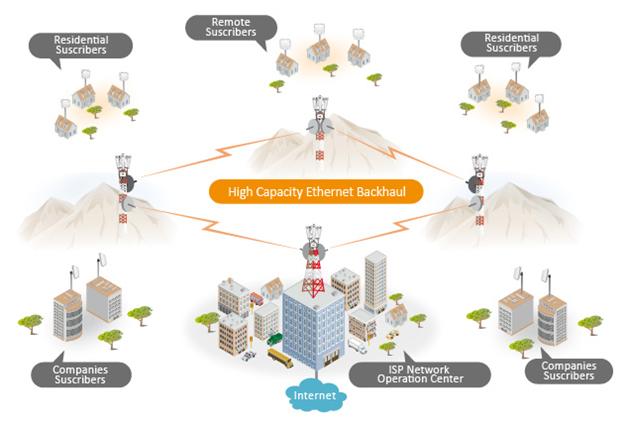 Remote
Suscribers
Residential
Suscribers
Residential
Suscribers
High Capacity Ethernet Backhaul
Companies
Suscribers
ISP Network
Operation Center
Companies
Suscribers
Internet